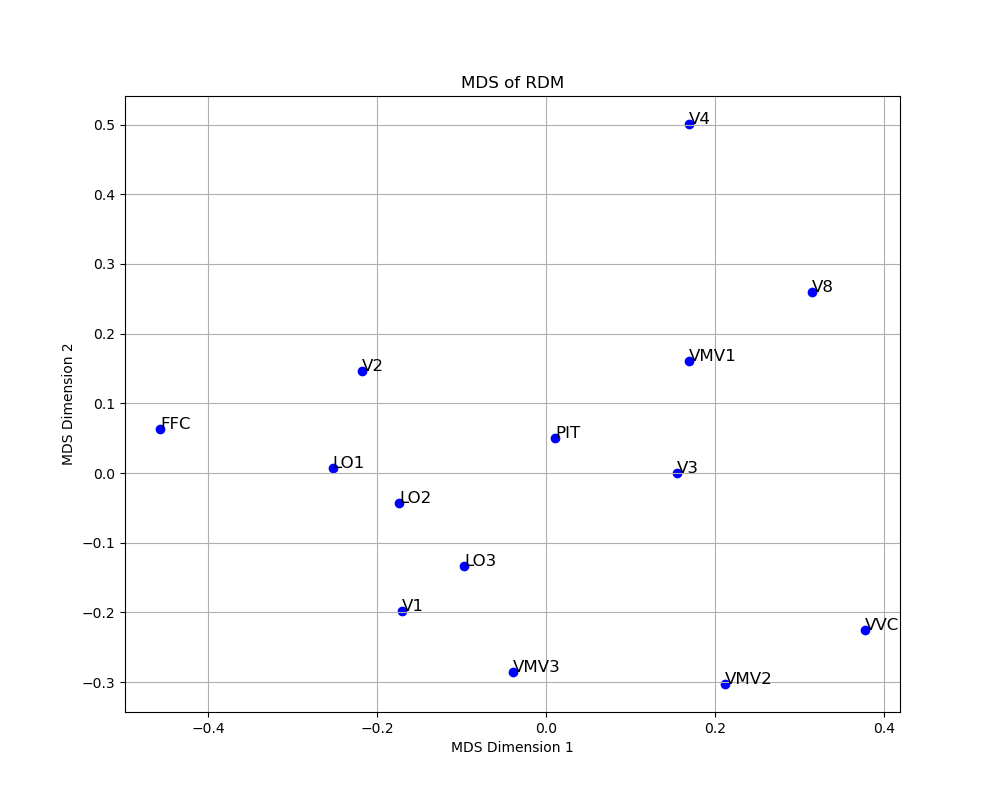 MDS of RDM
MDS Dimension 2
0.5
0.4
0.3
0.2
0.1
0.0
−0.1
−0.2
−0.3
V4
V8
VMV1
V2
FFC
PIT
LO1
V3
LO2
LO3
V1
VVC
VMV3
VMV2
−0.4 −0.2 0.0 0.2 0.4
MDS Dimension 1